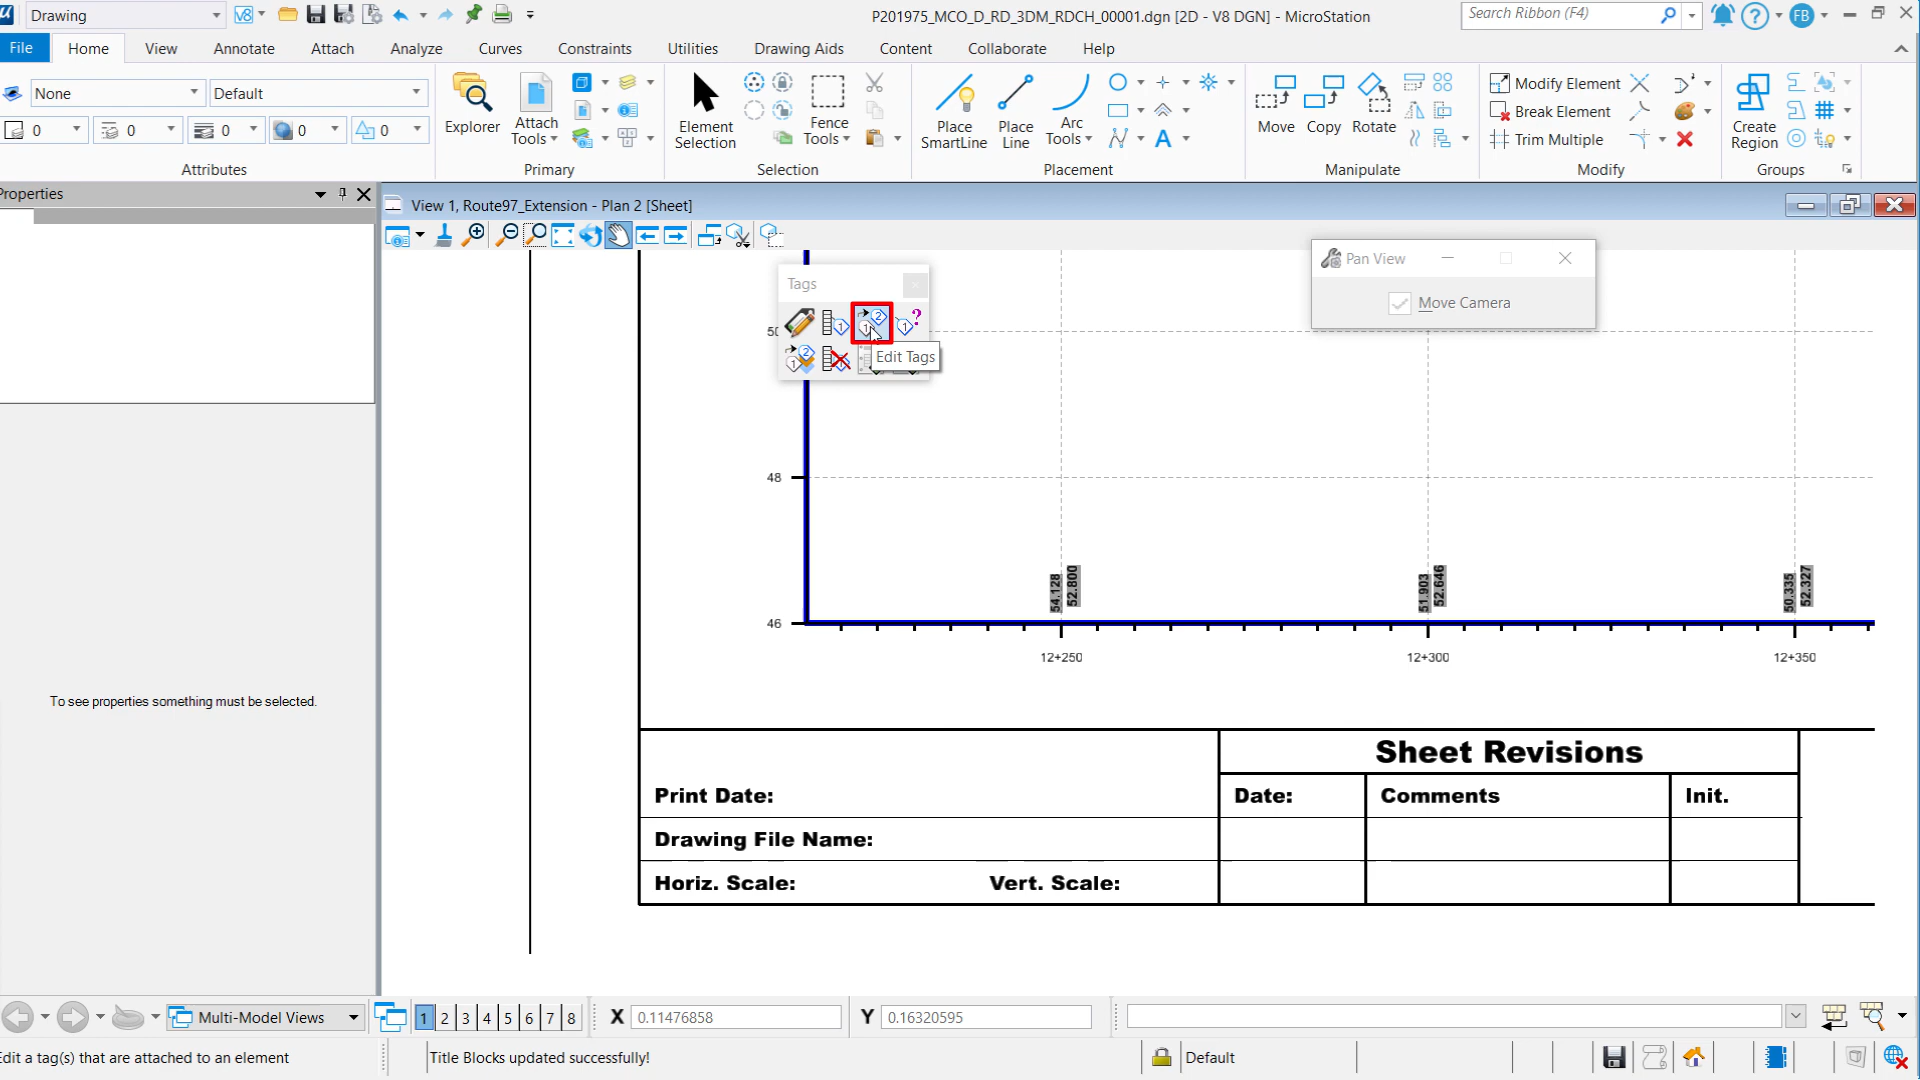 Drawing
V8
P201975_MCO_D_RD_3DM_RDCH_00001.dgn [2D - V8 DGN] - MicroStation
Search Ribbon (F4)
FB
File
Home
View
Annotate
Attach
Analyze
Curves
Constraints
Utilities
Drawing Aids
Content
Collaborate
Help
None
Default
0
0
0
0
0
Attributes
Explorer
Attach
Tools
Primary
Element
Selection
Fence
Tools
Selection
Place
SmartLine
Place
Line
Arc
Tools
Placement
Move
Copy
Rotate
Manipulate
Modify Element
Break Element
Trim Multiple
Modify
Create
Region
Groups
Properties
To see properties something must be selected.
View 1, Route97_Extension - Plan 2 [Sheet]
Tags
Edit Tags
Pan View
Move Camera
50
48
46
54.128
52.800
51.903
52.646
50.335
52.327
12+250
12+300
12+350
Sheet Revisions
Print Date:
Date:
Comments
Init.
Drawing File Name:
Horiz. Scale:
Vert. Scale:
Multi-Model Views
1 2 3 4 5 6 7 8
X 0.11476858
Y 0.16320595
Edit a tag(s) that are attached to an element
Title Blocks updated successfully!
Default